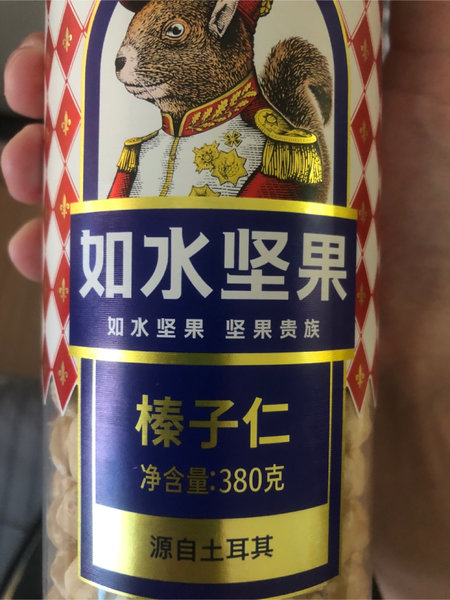 如水坚果
如水坚果 坚果贵族
榛子仁
净含量:380克
源自土耳其